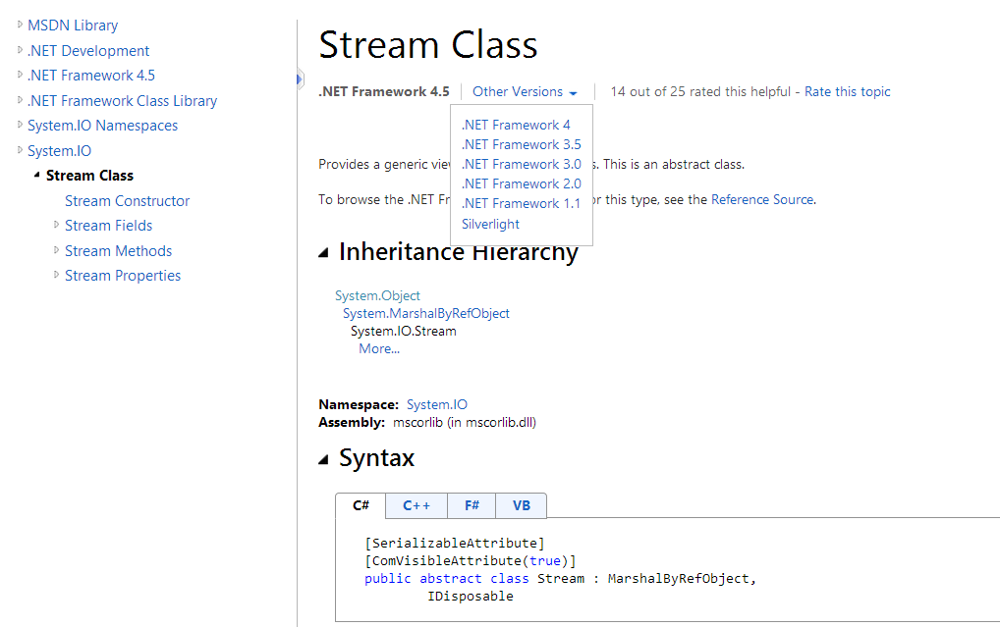 MSDN Library
.NET Development
.NET Framework 4.5
.NET Framework Class Library
System.IO Namespaces
System.IO
Stream Class
Stream Constructor
Stream Fields
Stream Methods
Stream Properties
Stream Class
.NET Framework 4.5 Other Versions 14 out of 25 rated this helpful - Rate this topic
.NET Framework 4
.NET Framework 3.5
.NET Framework 3.0
.NET Framework 2.0
.NET Framework 1.1
Silverlight
Provides a generic This is an abstract class.
To browse the .NET this type, see the Reference Source.
Inheritance Hierarchy
System.Object
System.MarshalByRefObject
System.IO.Stream
More...
Namespace: System.IO
Assembly: mscorlib (in mscorlib.dll)
Syntax
C# C++ F# VB
[SerializableAttribute]
[ComVisibleAttribute(true)]
public abstract class Stream : MarshalByRefObject,
IDisposable